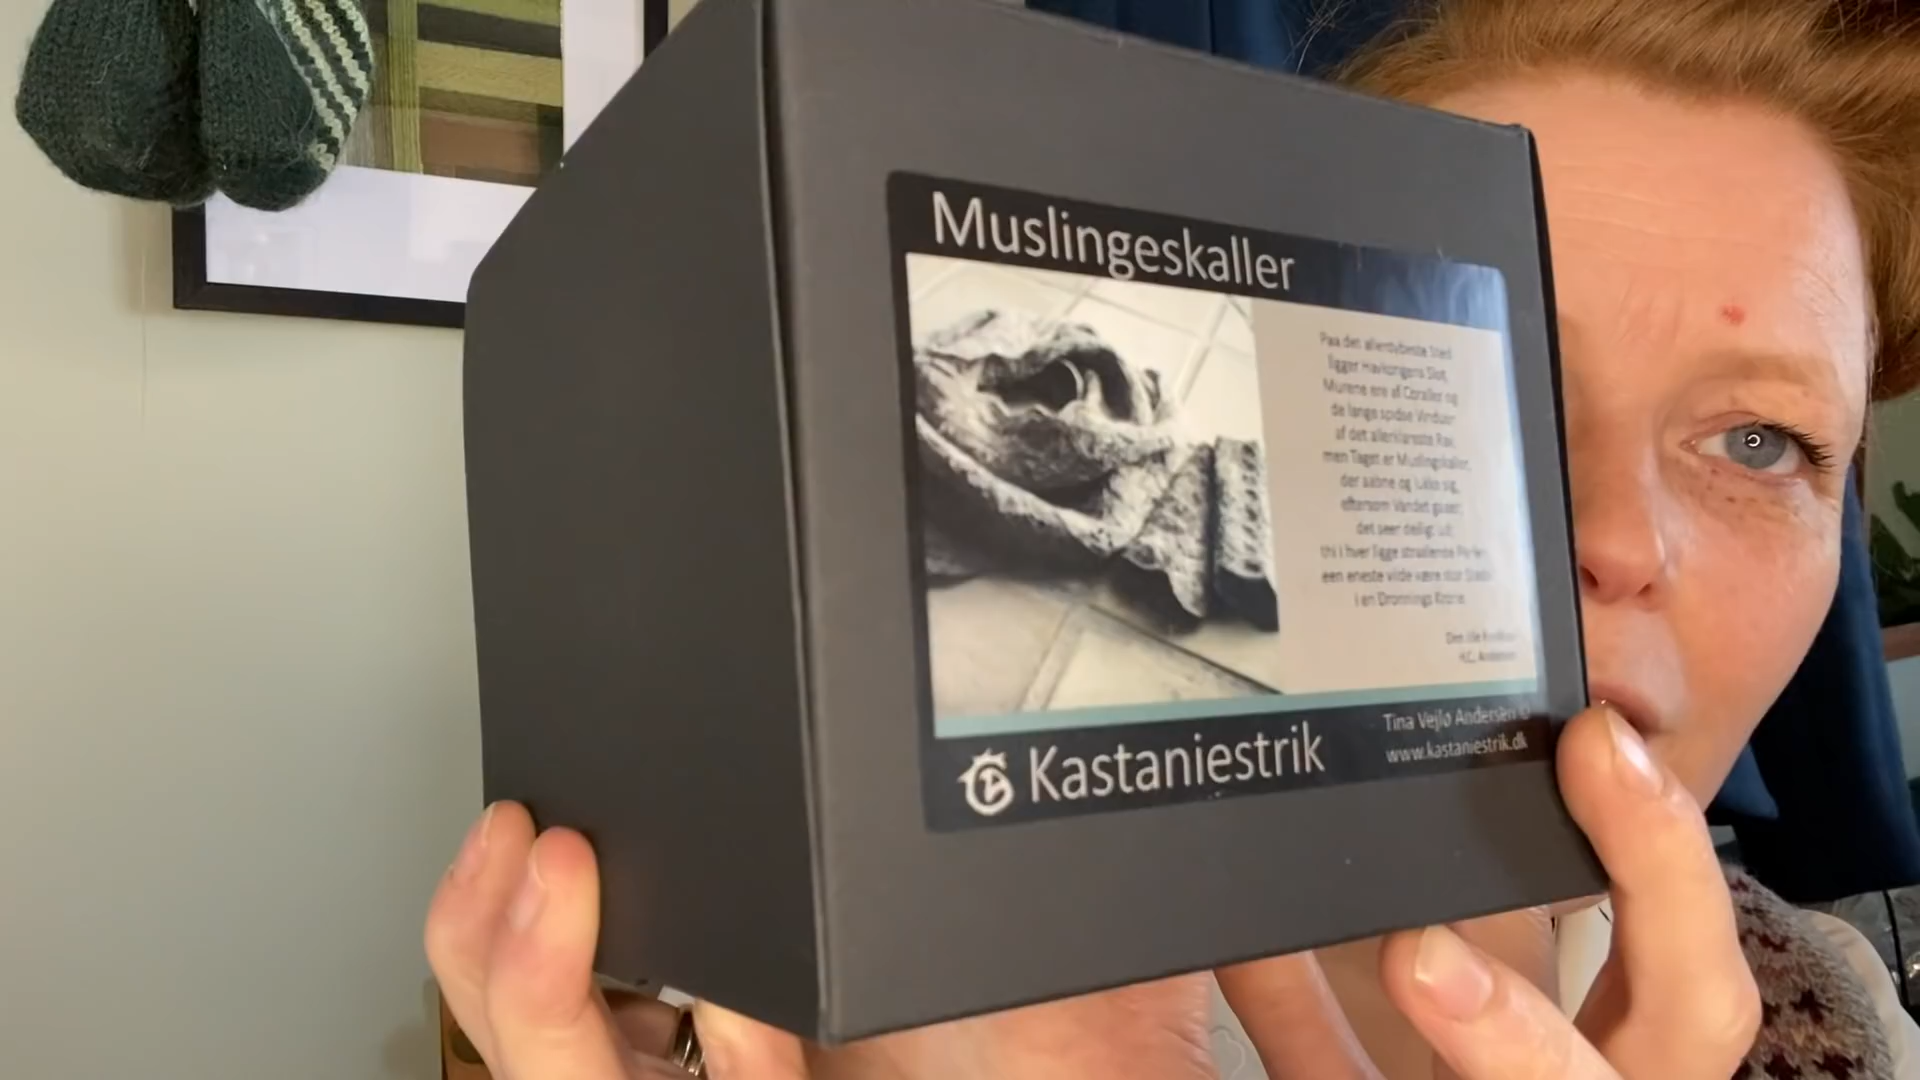 Muslingeskaller
Paa det allerdybeste Sted
ligger Havkongens Slot,
Murene ere af Coraller og
de lange spidse Vinduer
af det allerklareste Rav,
men Taget er Muslingskaller,
der aabne og lukke sig,
eftersom Vandet gaaer;
det seer deiligt ud;
thi i hver ligge straalende Perler,
een eneste vilde være stor Stads
i en Dronnings Krone.
Den lille Havfrue
H.C. Andersen
Kastaniestrik
Tina Vejlø Andersen ©
www.kastaniestrik.dk